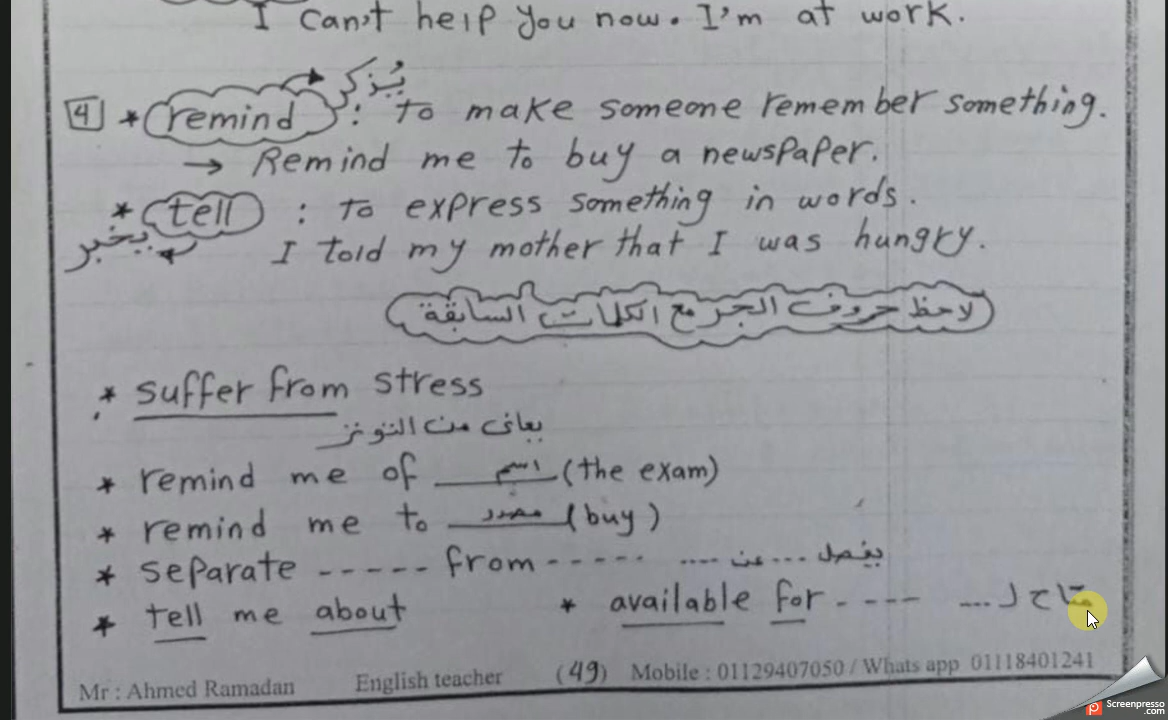 I can't help you now. I'm at work.
يُذكر
4 * remind : to make someone remember something.
→ Remind me to buy a newspaper.
* tell : to express something in words.
يخبر I told my mother that I was hungry.
لاحظ حروف الجر مع الكلمات السابقة
* suffer from stress
يعانى من التوتر
* remind me of اسم (the exam)
* remind me to مصدر (buy)
* separate ----- from ------ يفصل ... عن ....
* tell me about * available for ---- متاح لـ ...
Mr : Ahmed Ramadan English teacher (49) Mobile : 01129407050 / Whats app 01118401241
Screenpresso
.com